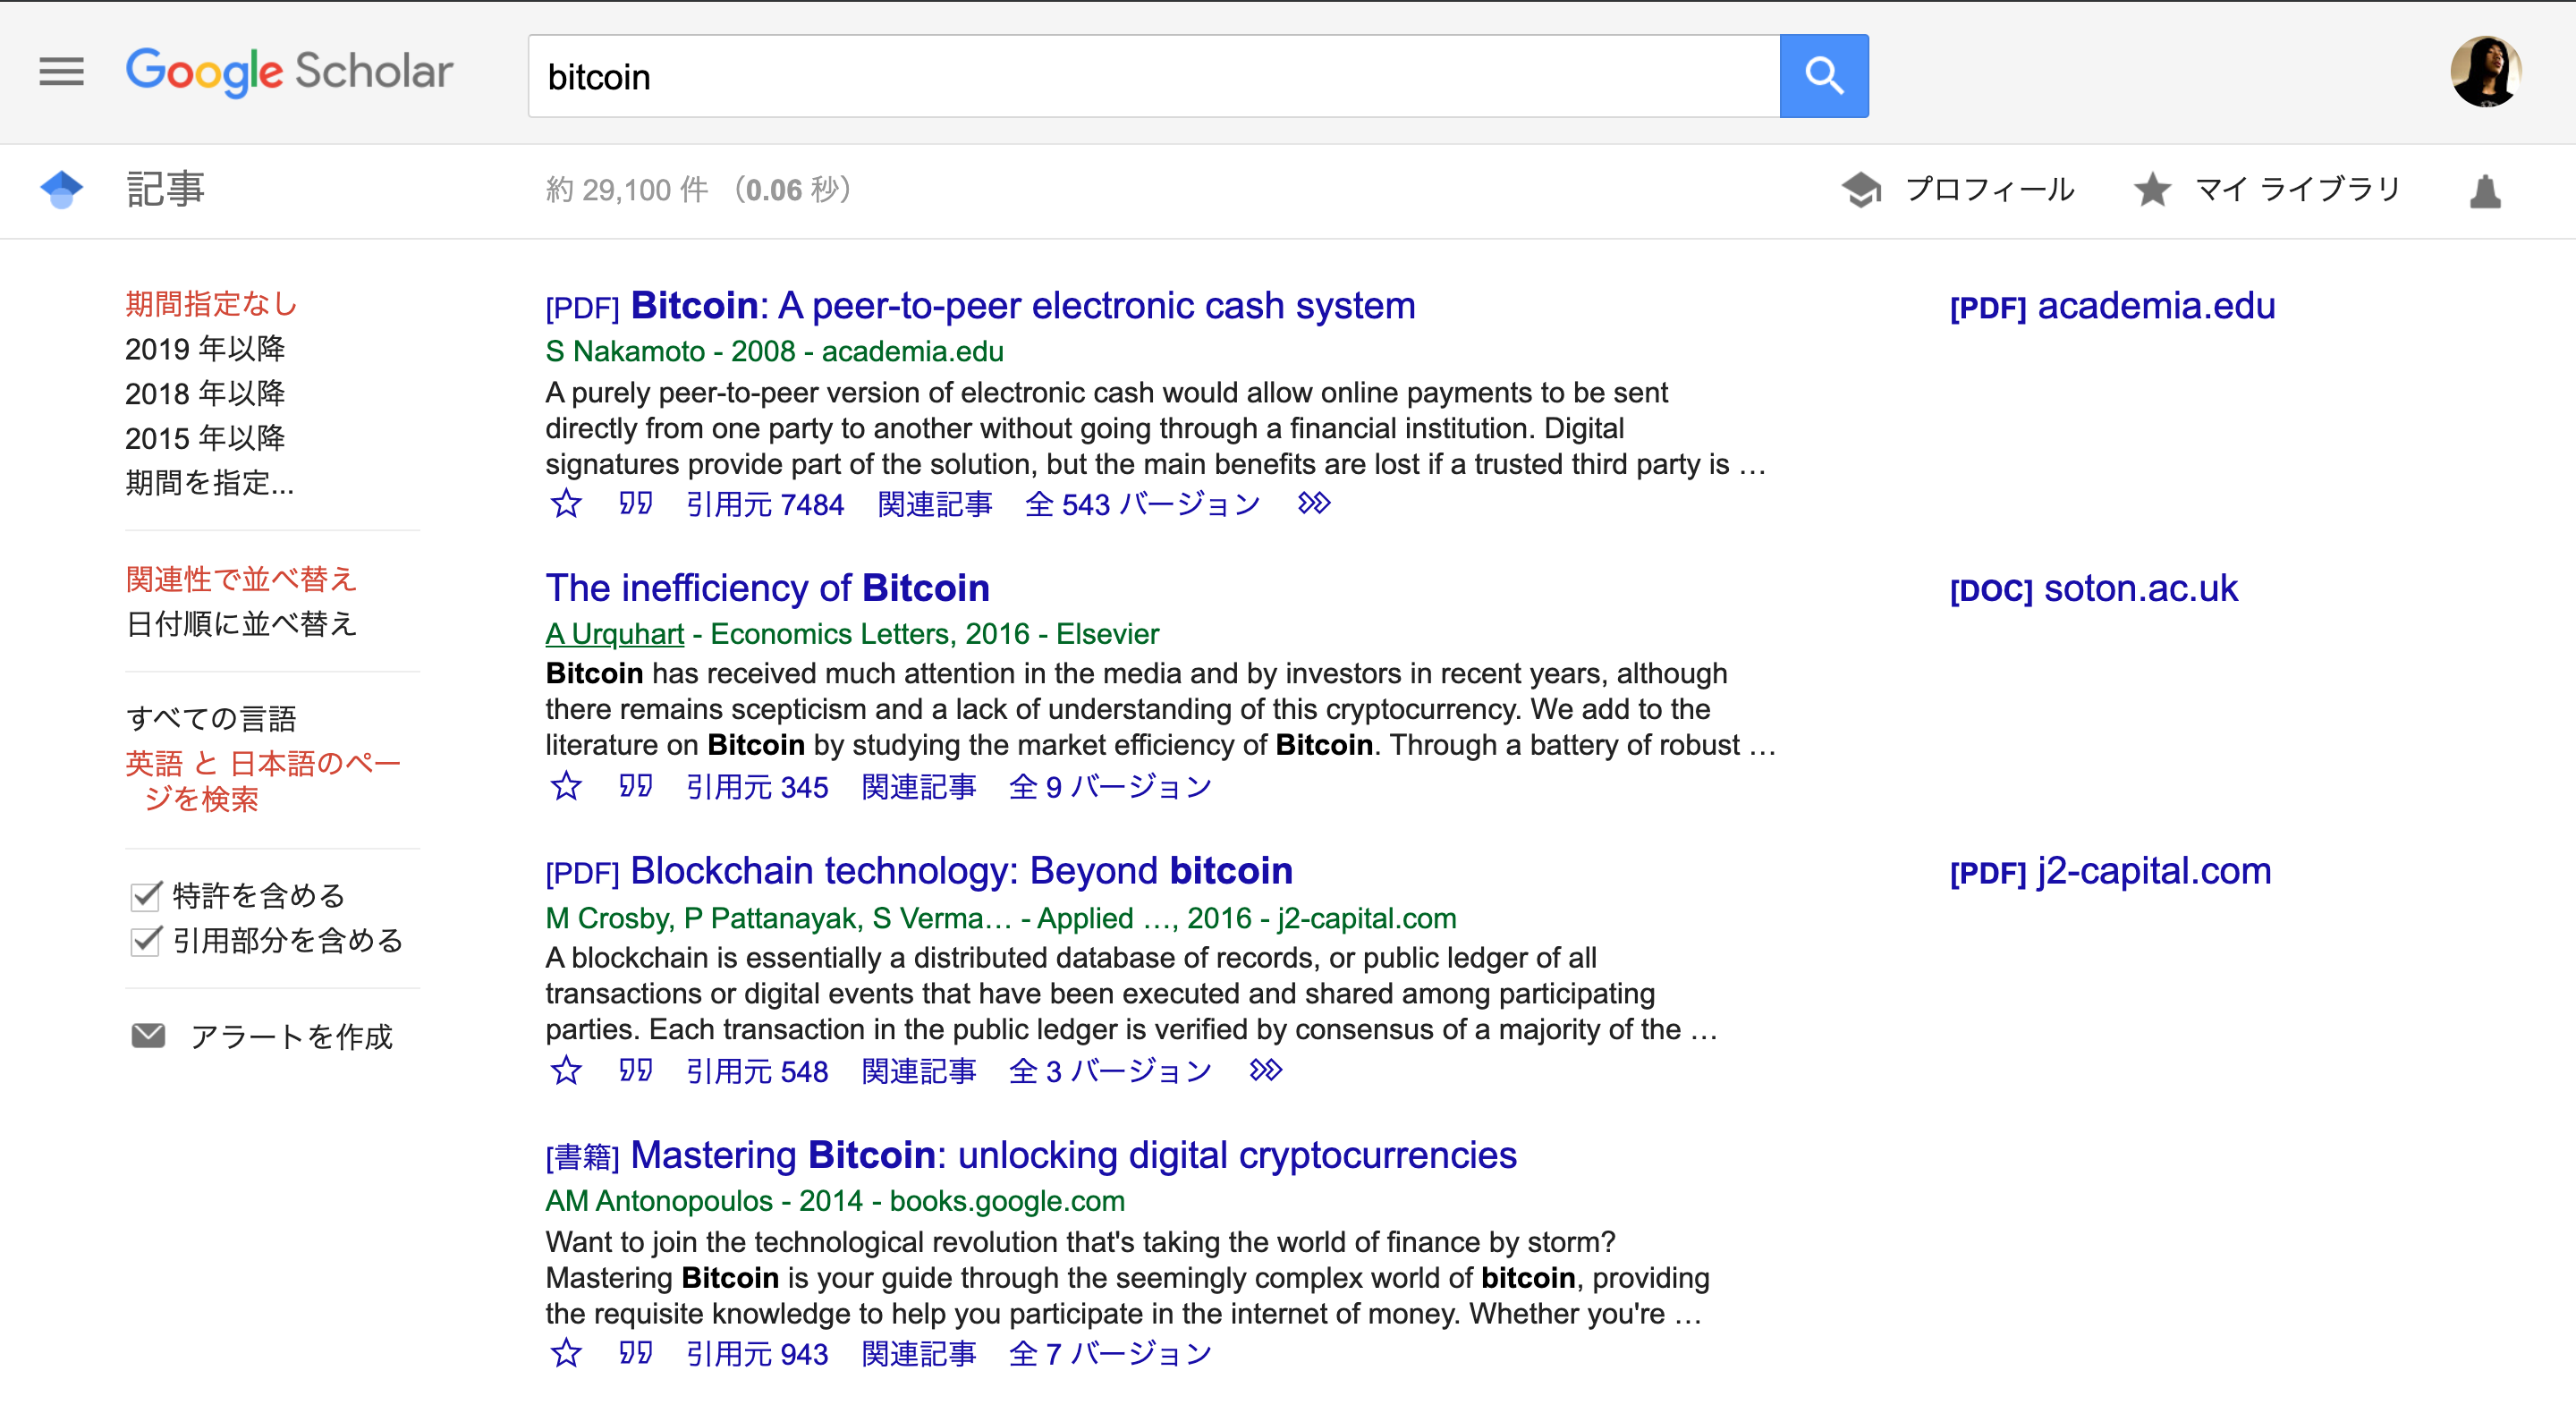 Google Scholar
bitcoin
記事
約 29,100 件 （0.06 秒）
プロフィール
マイ ライブラリ
期間指定なし
2019 年以降
2018 年以降
2015 年以降
期間を指定...
関連性で並べ替え
日付順に並べ替え
すべての言語
英語 と 日本語のペー
ジを検索
特許を含める
引用部分を含める
アラートを作成
[PDF] Bitcoin: A peer-to-peer electronic cash system
S Nakamoto - 2008 - academia.edu
A purely peer-to-peer version of electronic cash would allow online payments to be sent
directly from one party to another without going through a financial institution. Digital
signatures provide part of the solution, but the main benefits are lost if a trusted third party is …
引用元 7484 関連記事 全 543 バージョン
[PDF] academia.edu
The inefficiency of Bitcoin
A Urquhart - Economics Letters, 2016 - Elsevier
Bitcoin has received much attention in the media and by investors in recent years, although
there remains scepticism and a lack of understanding of this cryptocurrency. We add to the
literature on Bitcoin by studying the market efficiency of Bitcoin. Through a battery of robust …
引用元 345 関連記事 全 9 バージョン
[DOC] soton.ac.uk
[PDF] Blockchain technology: Beyond bitcoin
M Crosby, P Pattanayak, S Verma… - Applied …, 2016 - j2-capital.com
A blockchain is essentially a distributed database of records, or public ledger of all
transactions or digital events that have been executed and shared among participating
parties. Each transaction in the public ledger is verified by consensus of a majority of the …
引用元 548 関連記事 全 3 バージョン
[PDF] j2-capital.com
[書籍] Mastering Bitcoin: unlocking digital cryptocurrencies
AM Antonopoulos - 2014 - books.google.com
Want to join the technological revolution that's taking the world of finance by storm?
Mastering Bitcoin is your guide through the seemingly complex world of bitcoin, providing
the requisite knowledge to help you participate in the internet of money. Whether you're …
引用元 943 関連記事 全 7 バージョン